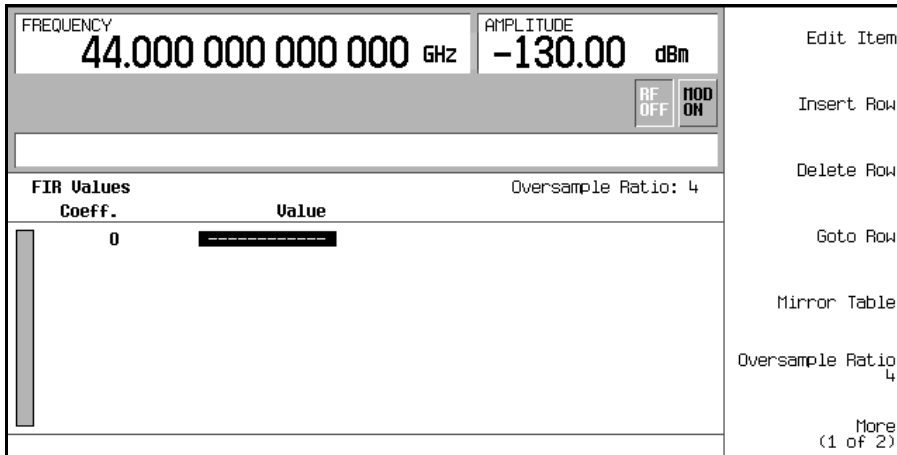 FREQUENCY
44.000 000 000 000 GHz
AMPLITUDE
-130.00 dBm
RF OFF
MOD ON
FIR Values
Oversample Ratio: 4
Coeff. Value
0 ------------
Edit Item
Insert Row
Delete Row
Goto Row
Mirror Table
Oversample Ratio
4
More
(1 of 2)